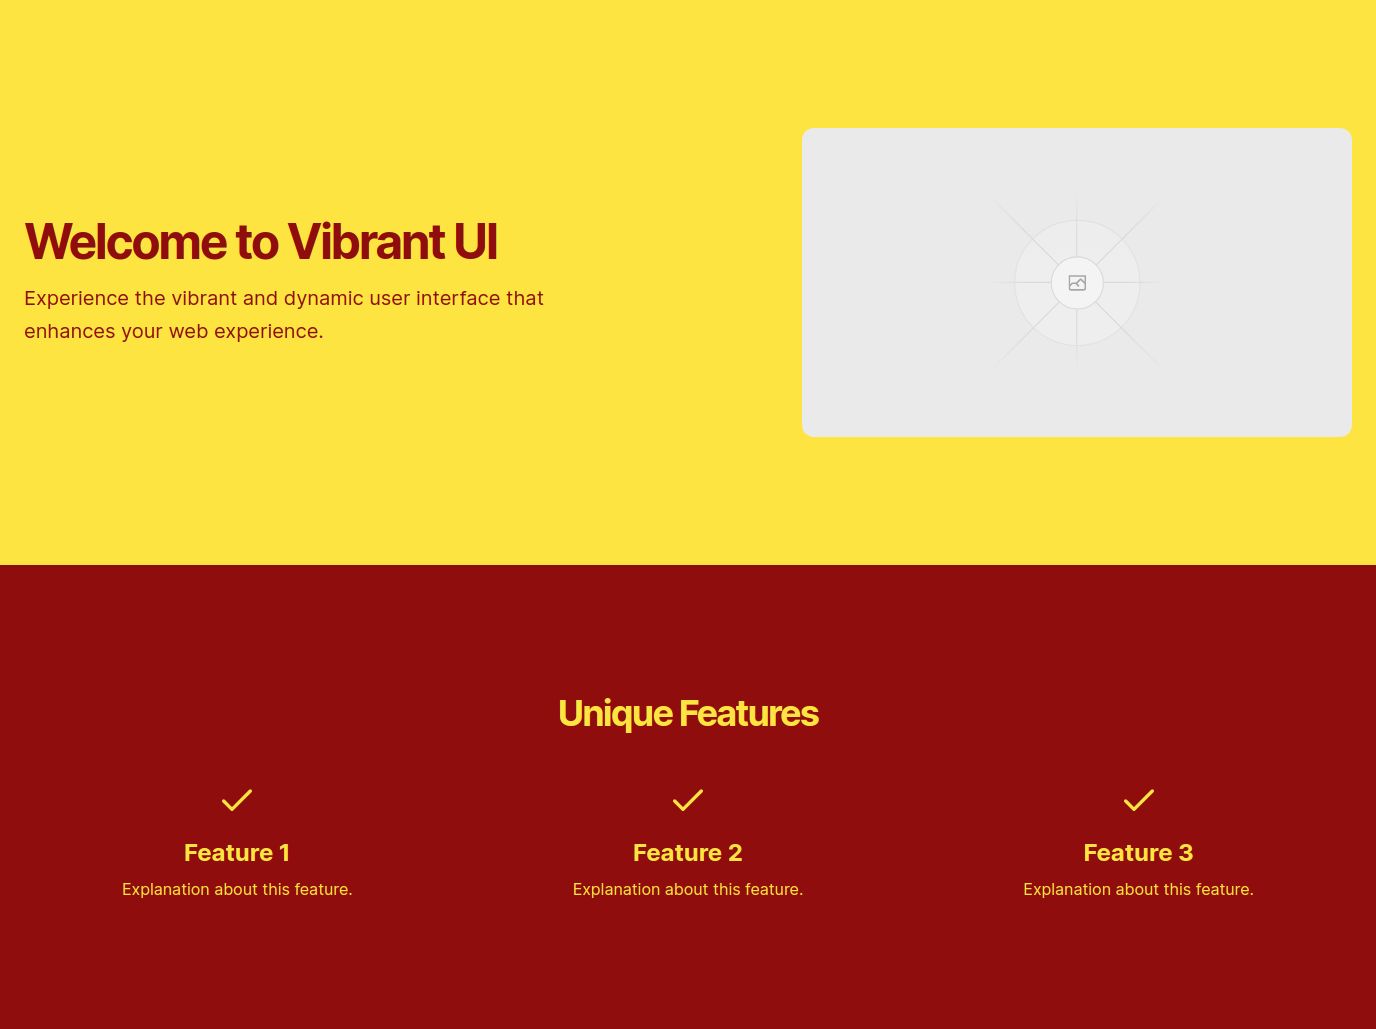 Welcome to Vibrant UI
Experience the vibrant and dynamic user interface that
enhances your web experience.
Unique Features
Feature 1
Explanation about this feature.
Feature 2
Explanation about this feature.
Feature 3
Explanation about this feature.